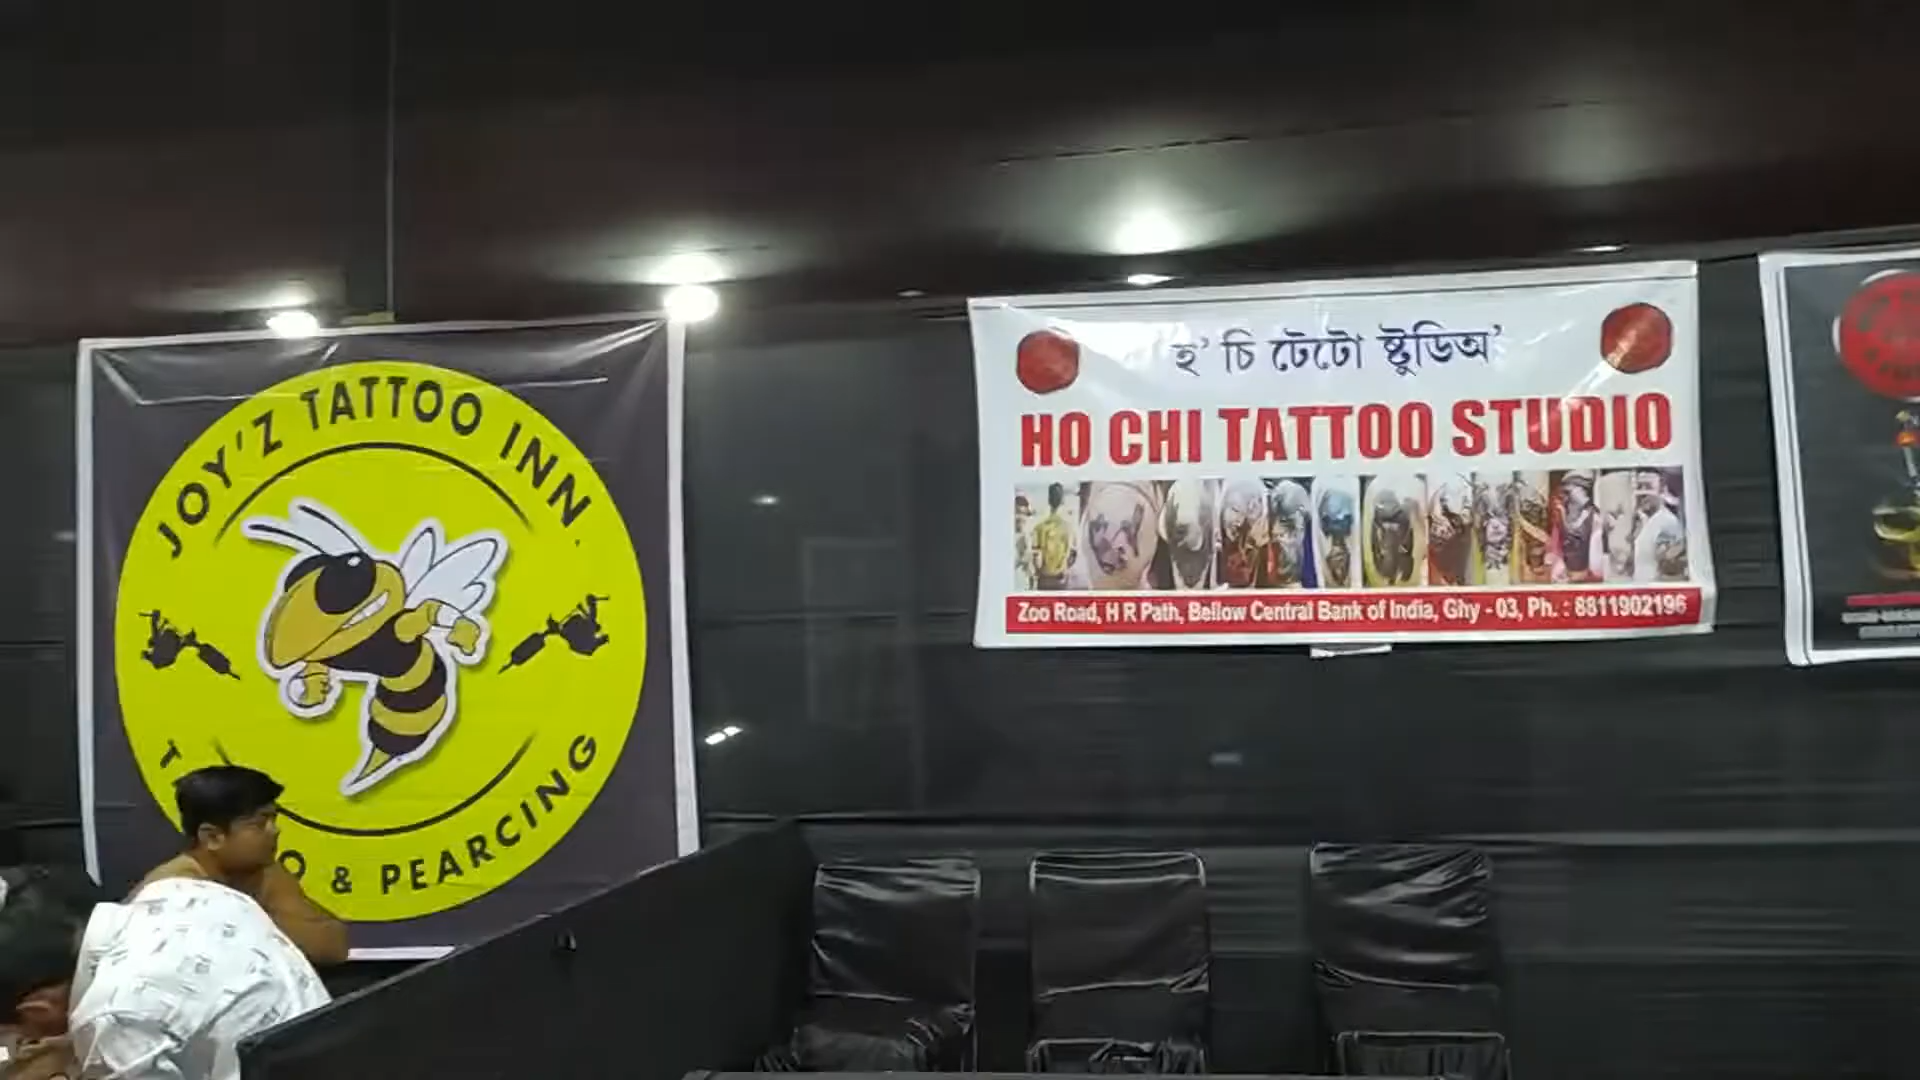 JOY'Z TATTOO INN
& PEARCING
হ' চি টেটো ষ্টুডিঅ'
HO CHI TATTOO STUDIO
Zoo Road, H R Path, Bellow Central Bank of India, Ghy - 03, Ph. : 8811902196